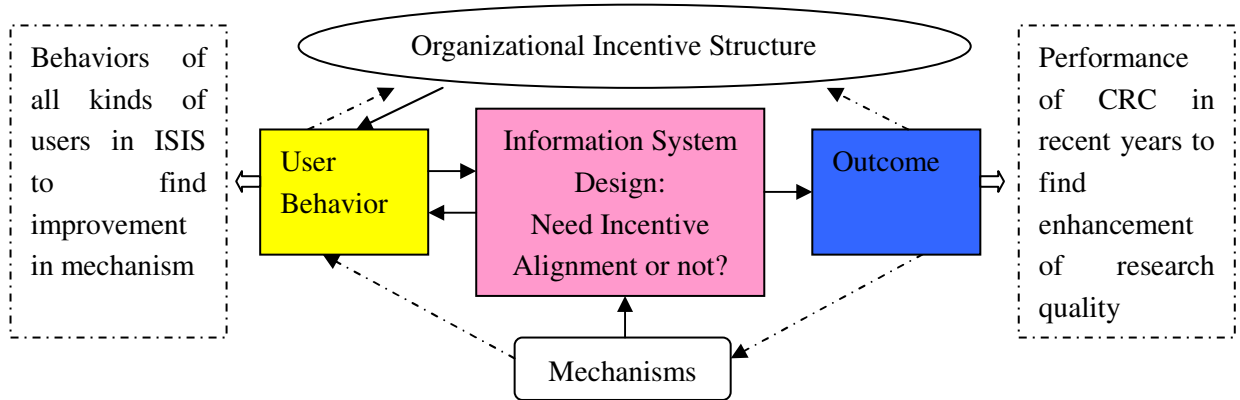 Organizational Incentive Structure
Behaviors of
all kinds of
users in ISIS
to find
improvement
in mechanism
User
Behavior
Information System
Design:
Need Incentive
Alignment or not?
Outcome
Performance
of CRC in
recent years to
find
enhancement
of research
quality
Mechanisms